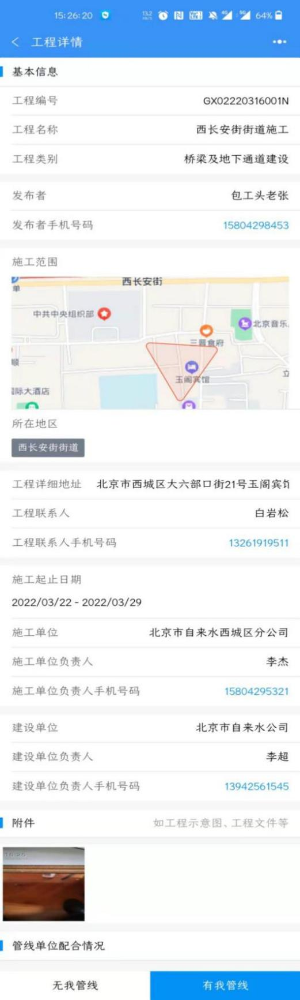 15:26:20
13.2
KB/S
4G
5G
64%
工程详情
基本信息
工程编号 GX02220316001N
工程名称 西长安街街道施工
工程类别 桥梁及地下通道建设
发布者 包工头老张
发布者手机号码 15804298453
施工范围
西长安街
单
中共中央组织部
北京音乐
三晋食府
顺
玉阁宾馆
国际大酒店
所在地区
西长安街街道
工程详细地址 北京市西城区大六部口街21号玉阁宾
工程联系人 白岩松
工程联系人手机号码 13261919511
施工起止日期
2022/03/22 - 2022/03/29
施工单位 北京市自来水西城区分公司
施工单位负责人 李杰
施工单位负责人手机号码 15804295321
建设单位 北京市自来水公司
建设单位负责人 李超
建设单位负责人手机号码 13942561545
附件 如工程示意图、工程文件等
管线单位配合情况
无我管线 有我管线